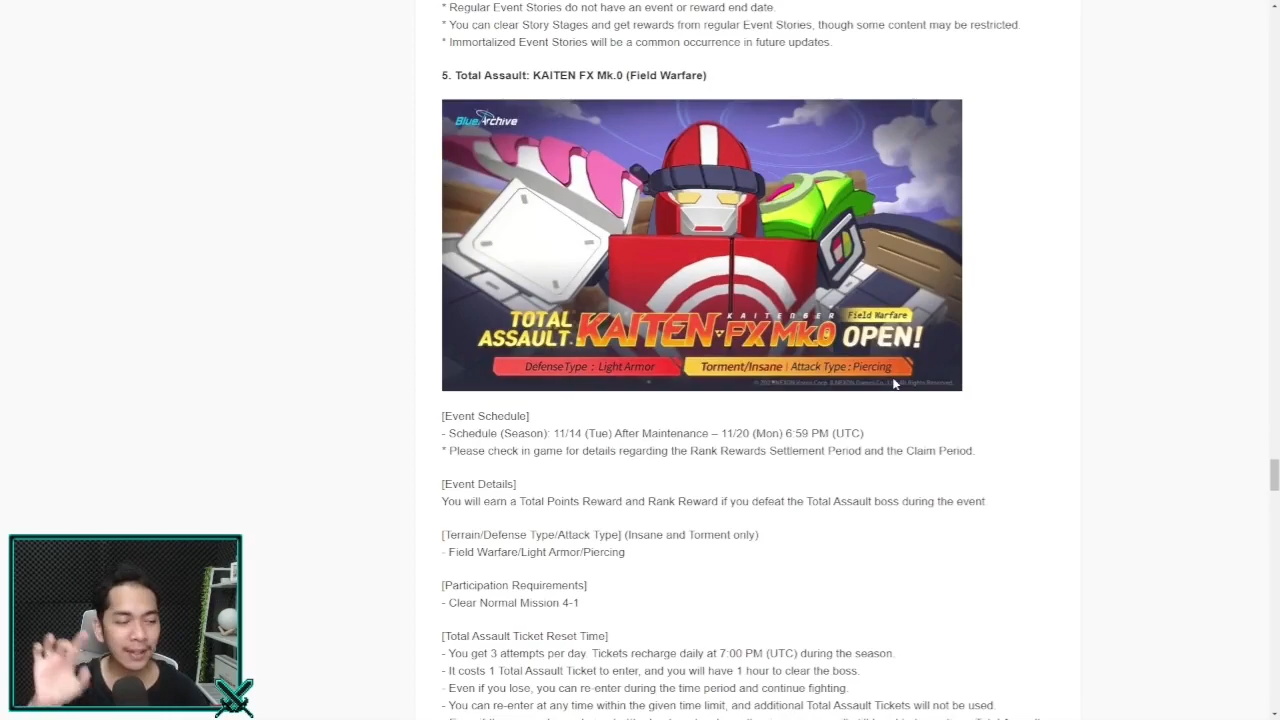 * Regular Event Stories do not have an event or reward end date.
* You can clear Story Stages and get rewards from regular Event Stories, though some content may be restricted.
* Immortalized Event Stories will be a common occurrence in future updates.
5. Total Assault: KAITEN FX Mk.0 (Field Warfare)
BlueArchive
KAITENGER
Field Warfare
TOTAL ASSAULT KAITEN FX Mk.0 OPEN!
Defense Type : Light Armor
Torment/Insane | Attack Type : Piercing
[Event Schedule]
- Schedule (Season): 11/14 (Tue) After Maintenance – 11/20 (Mon) 6:59 PM (UTC)
* Please check in game for details regarding the Rank Rewards Settlement Period and the Claim Period.
[Event Details]
You will earn a Total Points Reward and Rank Reward if you defeat the Total Assault boss during the event
[Terrain/Defense Type/Attack Type] (Insane and Torment only)
- Field Warfare/Light Armor/Piercing
[Participation Requirements]
- Clear Normal Mission 4-1
[Total Assault Ticket Reset Time]
- You get 3 attempts per day. Tickets recharge daily at 7:00 PM (UTC) during the season.
- It costs 1 Total Assault Ticket to enter, and you will have 1 hour to clear the boss.
- Even if you lose, you can re-enter during the time period and continue fighting.
- You can re-enter at any time within the given time limit, and additional Total Assault Tickets will not be used.